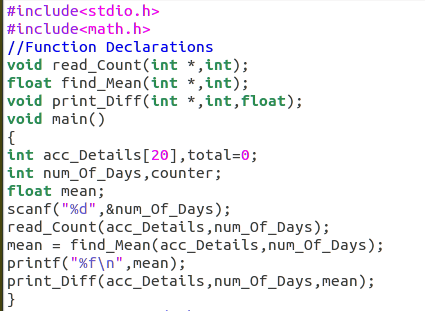 #include<stdio.h>
#include<math.h>
//Function Declarations
void read_Count(int *,int);
float find_Mean(int *,int);
void print_Diff(int *,int,float);
void main()
{
int acc_Details[20],total=0;
int num_Of_Days,counter;
float mean;
scanf("%d",&num_Of_Days);
read_Count(acc_Details,num_Of_Days);
mean = find_Mean(acc_Details,num_Of_Days);
printf("%f\n",mean);
print_Diff(acc_Details,num_Of_Days,mean);
}